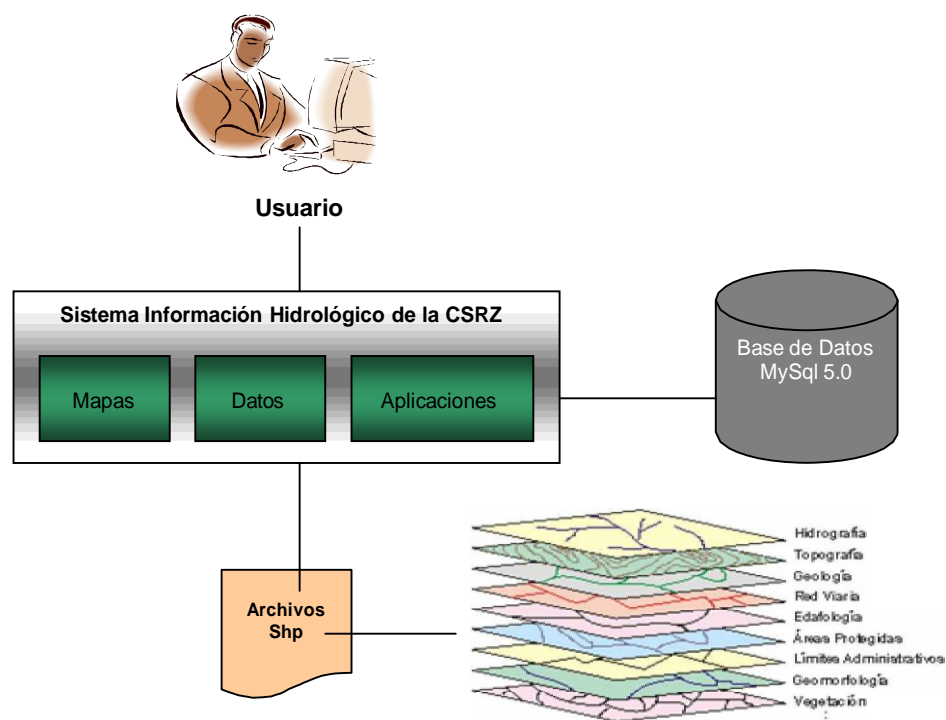 Usuario
Sistema Información Hidrológico de la CSRZ
Mapas
Datos
Aplicaciones
Base de Datos
MySql 5.0
Archivos
Shp
Hidrografía
Topografía
Geología
Red Viaria
Edafología
Áreas Protegidas
Límites Administrativos
Geomorfología
Vegetación